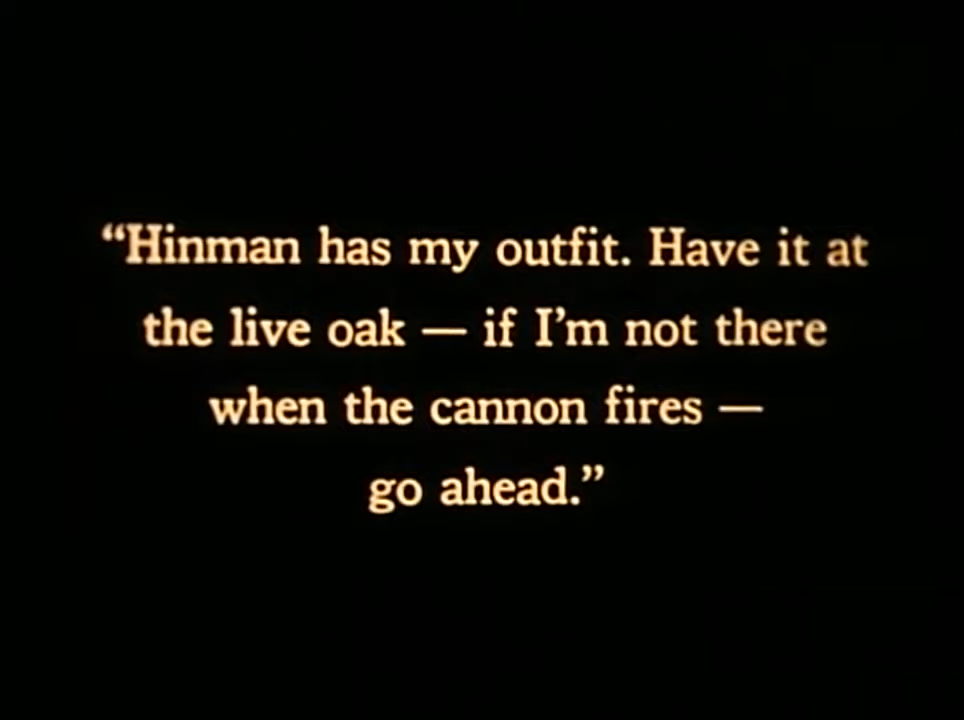 “Hinman has my outfit. Have it at
the live oak — if I’m not there
when the cannon fires —
go ahead.”